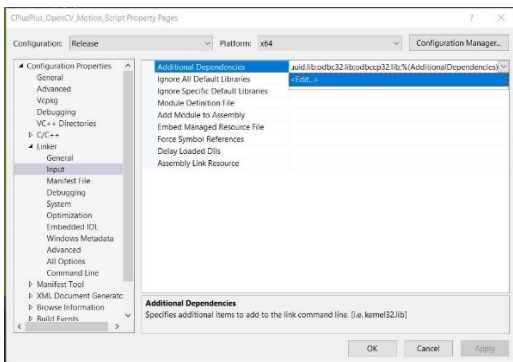 CPlusPlus_OpenCV_Motion_Script Property Pages
? ×
Configuration: Release Platform: x64 Configuration Manager...
Configuration Properties
General
Advanced
Vcpkg
Debugging
VC++ Directories
C/C++
Linker
General
Input
Manifest File
Debugging
System
Optimization
Embedded IDL
Windows Metadata
Advanced
All Options
Command Line
Manifest Tool
XML Document Generatc
Browse Information
Build Events
Additional Dependencies uuid.lib;odbc32.lib;odbccp32.lib;%(AdditionalDependencies)
Ignore All Default Libraries <Edit...>
Ignore Specific Default Libraries
Module Definition File
Add Module to Assembly
Embed Managed Resource File
Force Symbol References
Delay Loaded Dlls
Assembly Link Resource
Additional Dependencies
Specifies additional items to add to the link command line. [i.e. kernel32.lib]
OK Cancel Apply